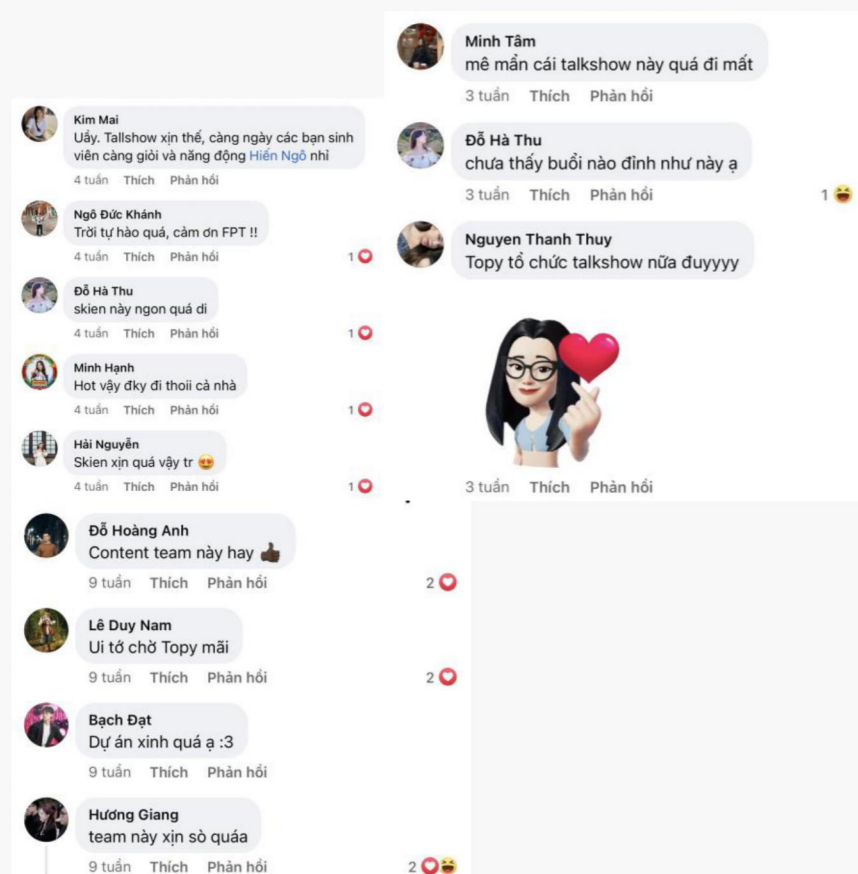 Kim Mai
Uầy. Tallshow xịn thế, càng ngày các bạn sinh
viên càng giỏi và năng động Hiến Ngô nhỉ
4 tuần Thích Phản hồi
Ngô Đức Khánh
Trời tự hào quá, cảm ơn FPT !!
4 tuần Thích Phản hồi 1
Đỗ Hà Thu
skien này ngon quá di
4 tuần Thích Phản hồi 1
Minh Hạnh
Hot vậy đky đi thoii cả nhà
4 tuần Thích Phản hồi 1
Hải Nguyễn
Skien xịn quá vậy tr 😍
4 tuần Thích Phản hồi 1
Minh Tâm
mê mẩn cái talkshow này quá đi mất
3 tuần Thích Phản hồi
Đỗ Hà Thu
chưa thấy buổi nào đỉnh như này ạ
3 tuần Thích Phản hồi 1
Nguyen Thanh Thuy
Topy tổ chức talkshow nữa đuyyyy
3 tuần Thích Phản hồi
Đỗ Hoàng Anh
Content team này hay 👍🏿
9 tuần Thích Phản hồi 2
Lê Duy Nam
Ui tớ chờ Topy mãi
9 tuần Thích Phản hồi 2
Bạch Đạt
Dự án xinh quá ạ :3
9 tuần Thích Phản hồi
Hương Giang
team này xịn sò quáa
9 tuần Thích Phản hồi 2